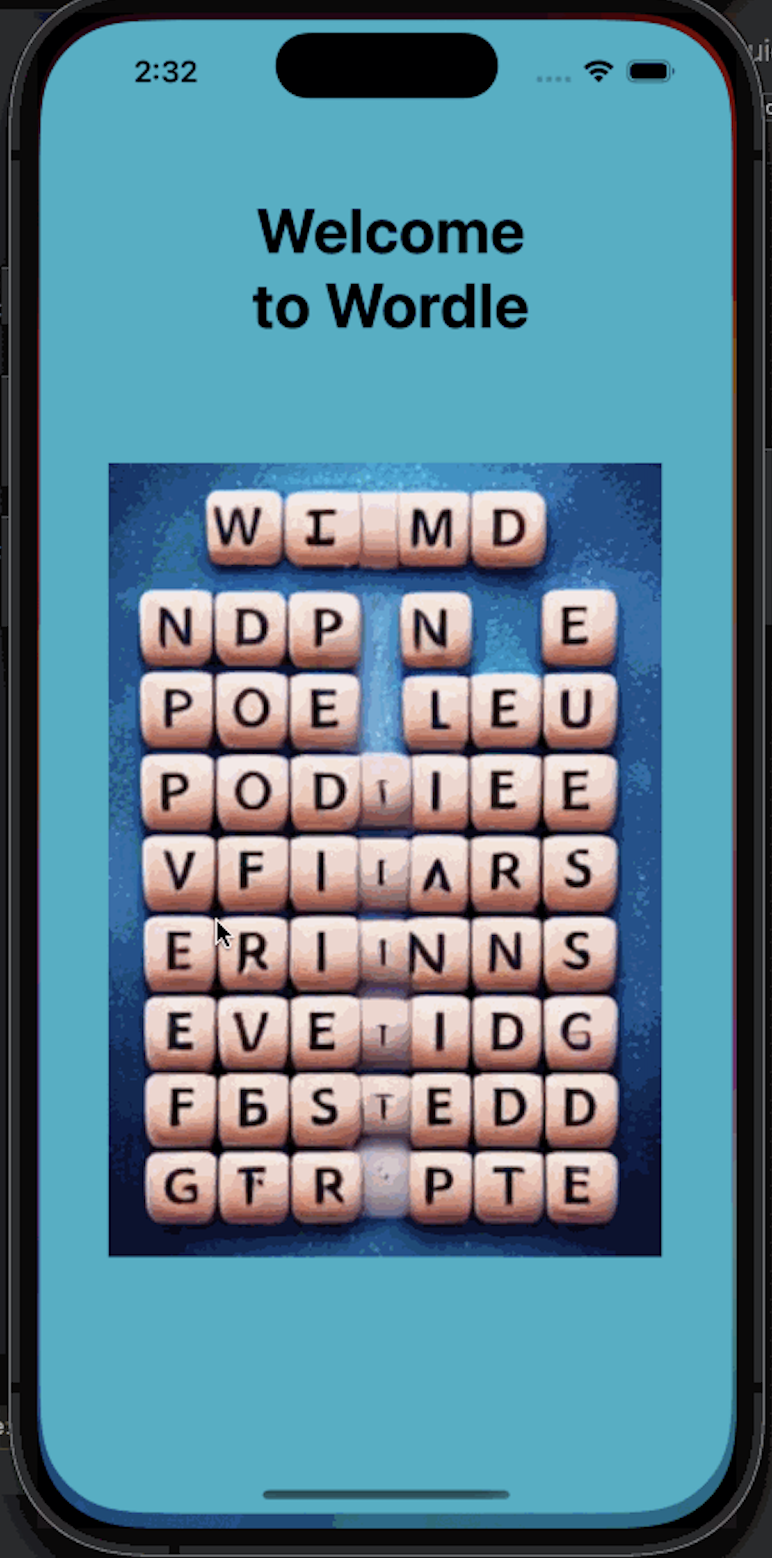 2:32
Welcome
to Wordle
W I M D
N D P N E
P O E L E U
P O D T I E E
V F I I A R S
E R I I N N S
E V E T I D G
F S T E D D
G T R P T E